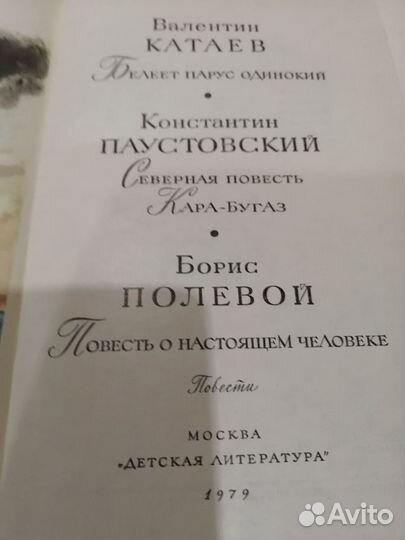 Валентин
КАТАЕВ
Белеет парус одинокий
•
Константин
ПАУСТОВСКИЙ
Северная повесть
Кара-Бугаз
•
Борис
ПОЛЕВОЙ
Повесть о настоящем человеке
Повести
МОСКВА
„ДЕТСКАЯ ЛИТЕРАТУРА"
1979
Avito